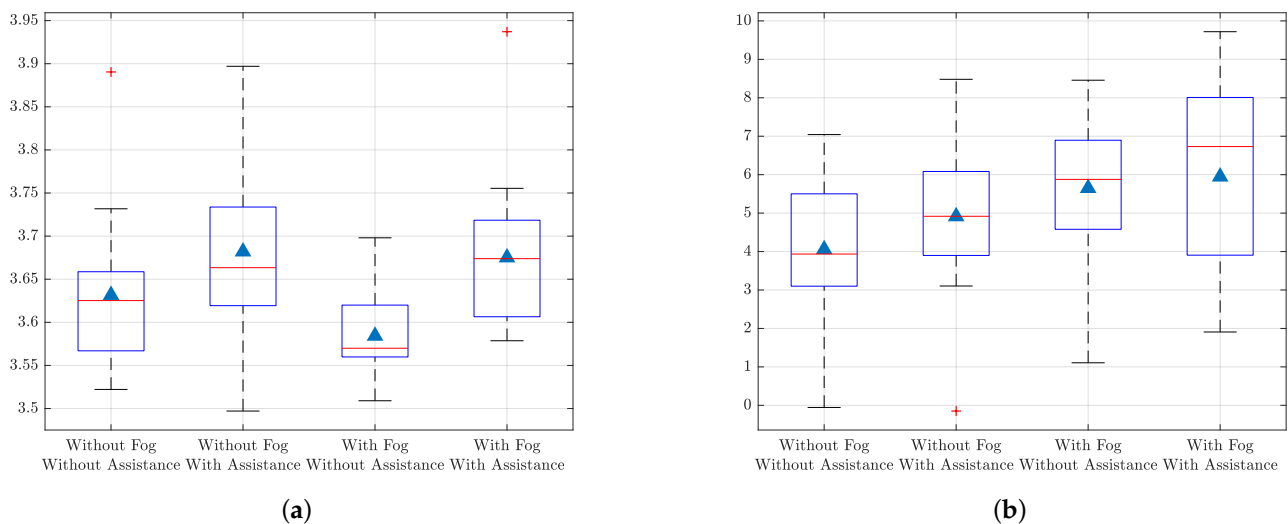 3.95
3.9
3.85
3.8
3.75
3.7
3.65
3.6
3.55
3.5
Without Fog
Without Assistance
Without Fog
With Assistance
With Fog
Without Assistance
With Fog
With Assistance
(a)
10
9
8
7
6
5
4
3
2
1
0
Without Fog
Without Assistance
Without Fog
With Assistance
With Fog
Without Assistance
With Fog
With Assistance
(b)